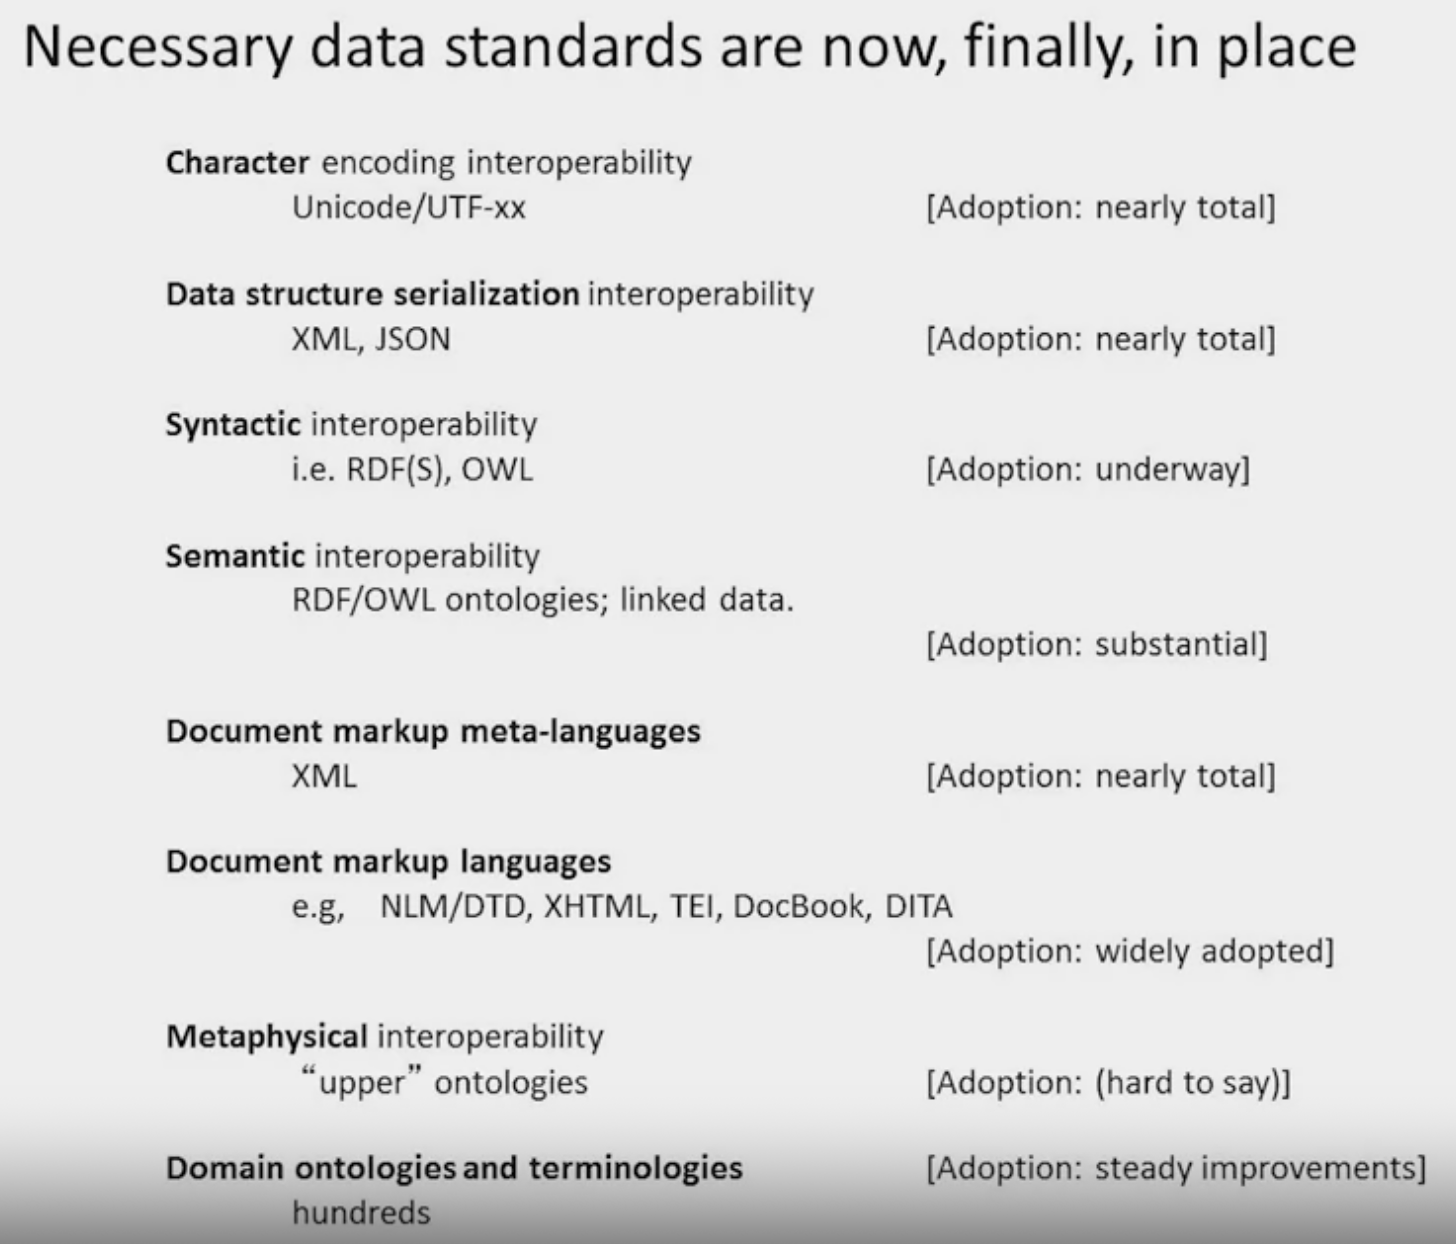 Necessary data standards are now, finally, in place
Character encoding interoperability
Unicode/UTF-xx [Adoption: nearly total]
Data structure serialization interoperability
XML, JSON [Adoption: nearly total]
Syntactic interoperability
i.e. RDF(S), OWL [Adoption: underway]
Semantic interoperability
RDF/OWL ontologies; linked data.
[Adoption: substantial]
Document markup meta-languages
XML [Adoption: nearly total]
Document markup languages
e.g, NLM/DTD, XHTML, TEI, DocBook, DITA
[Adoption: widely adopted]
Metaphysical interoperability
“upper” ontologies [Adoption: (hard to say)]
Domain ontologies and terminologies [Adoption: steady improvements]
hundreds